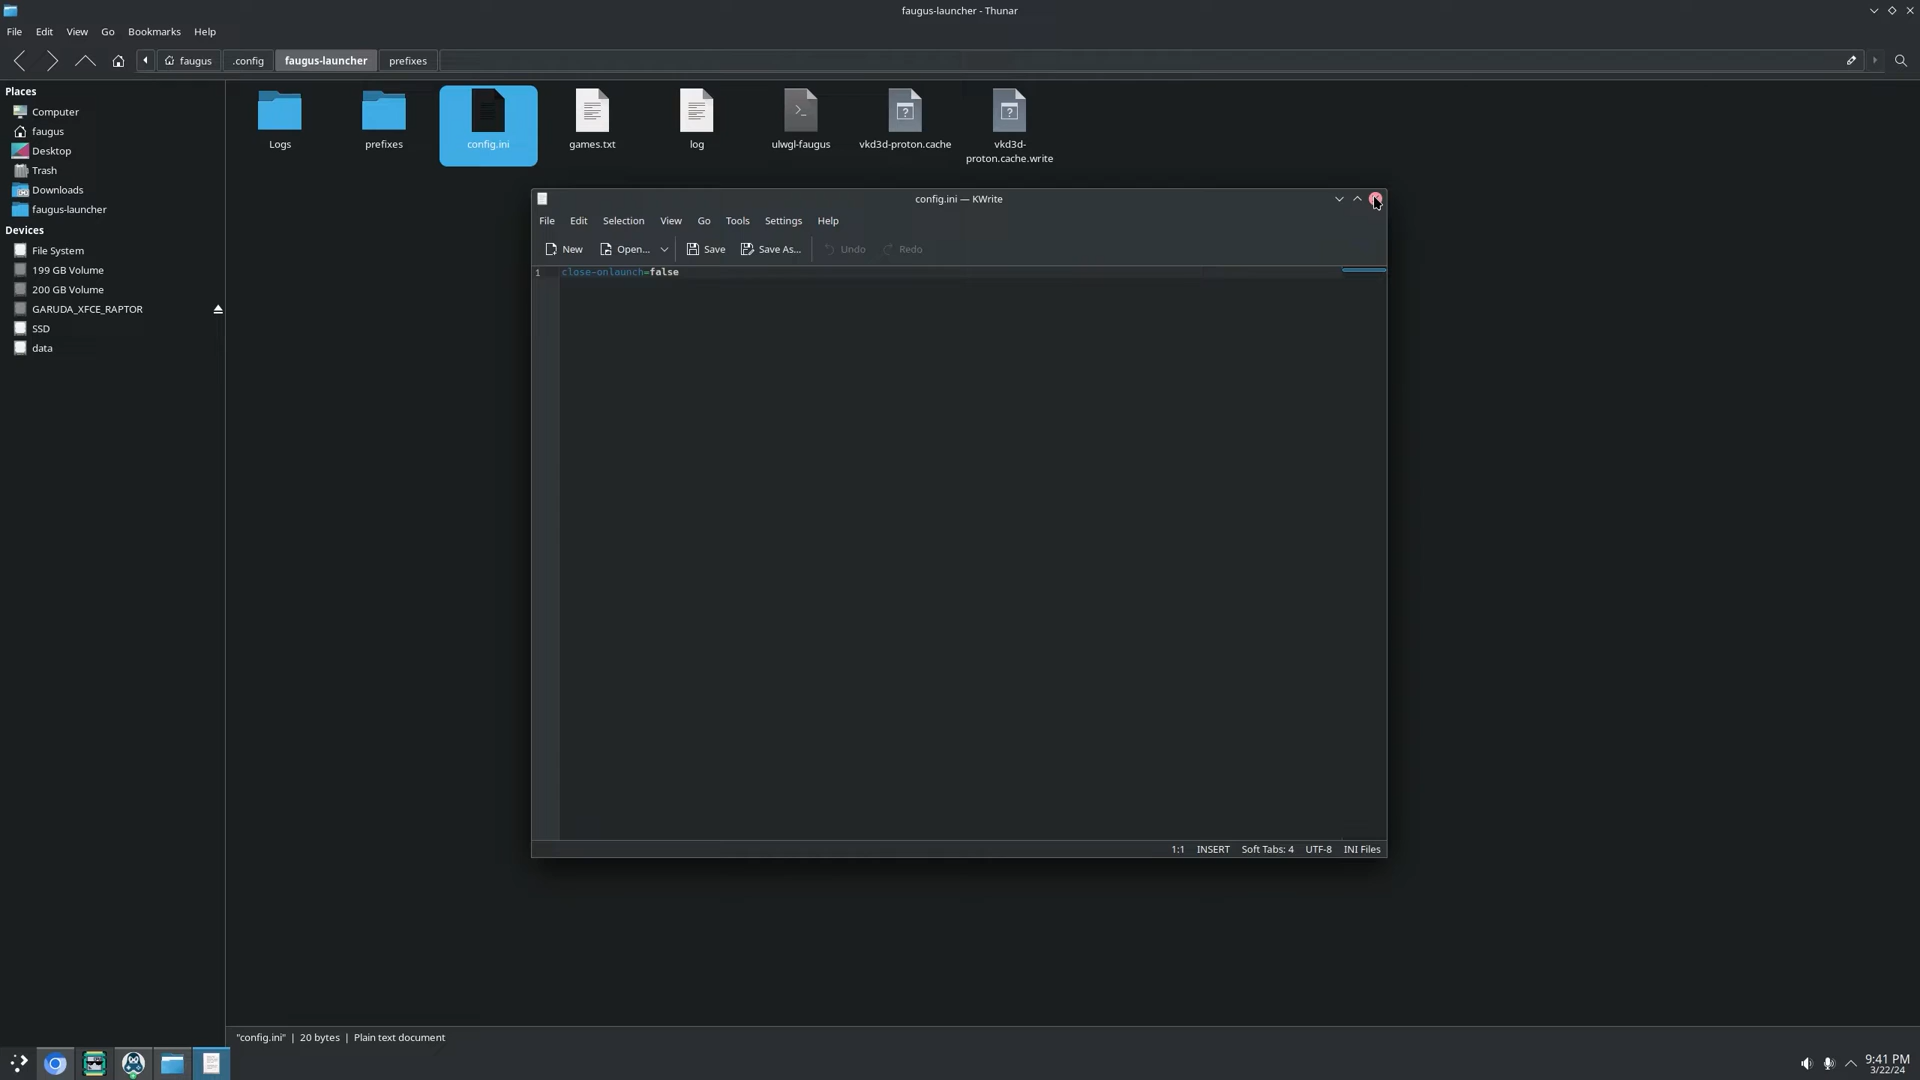 faugus-launcher - Thunar
File Edit View Go Bookmarks Help
faugus .config faugus-launcher prefixes
Places
Computer
faugus
Desktop
Trash
Downloads
faugus-launcher
Devices
File System
199 GB Volume
200 GB Volume
GARUDA_XFCE_RAPTOR
SSD
data
Logs prefixes config.ini games.txt log ulwgl-faugus vkd3d-proton.cache vkd3d-
proton.cache.write
config.ini — KWrite
File Edit Selection View Go Tools Settings Help
New Open... Save Save As... Undo Redo
1 close-onlaunch=false
1:1 INSERT Soft Tabs: 4 UTF-8 INI Files
"config.ini" | 20 bytes | Plain text document
9:41 PM
3/22/24